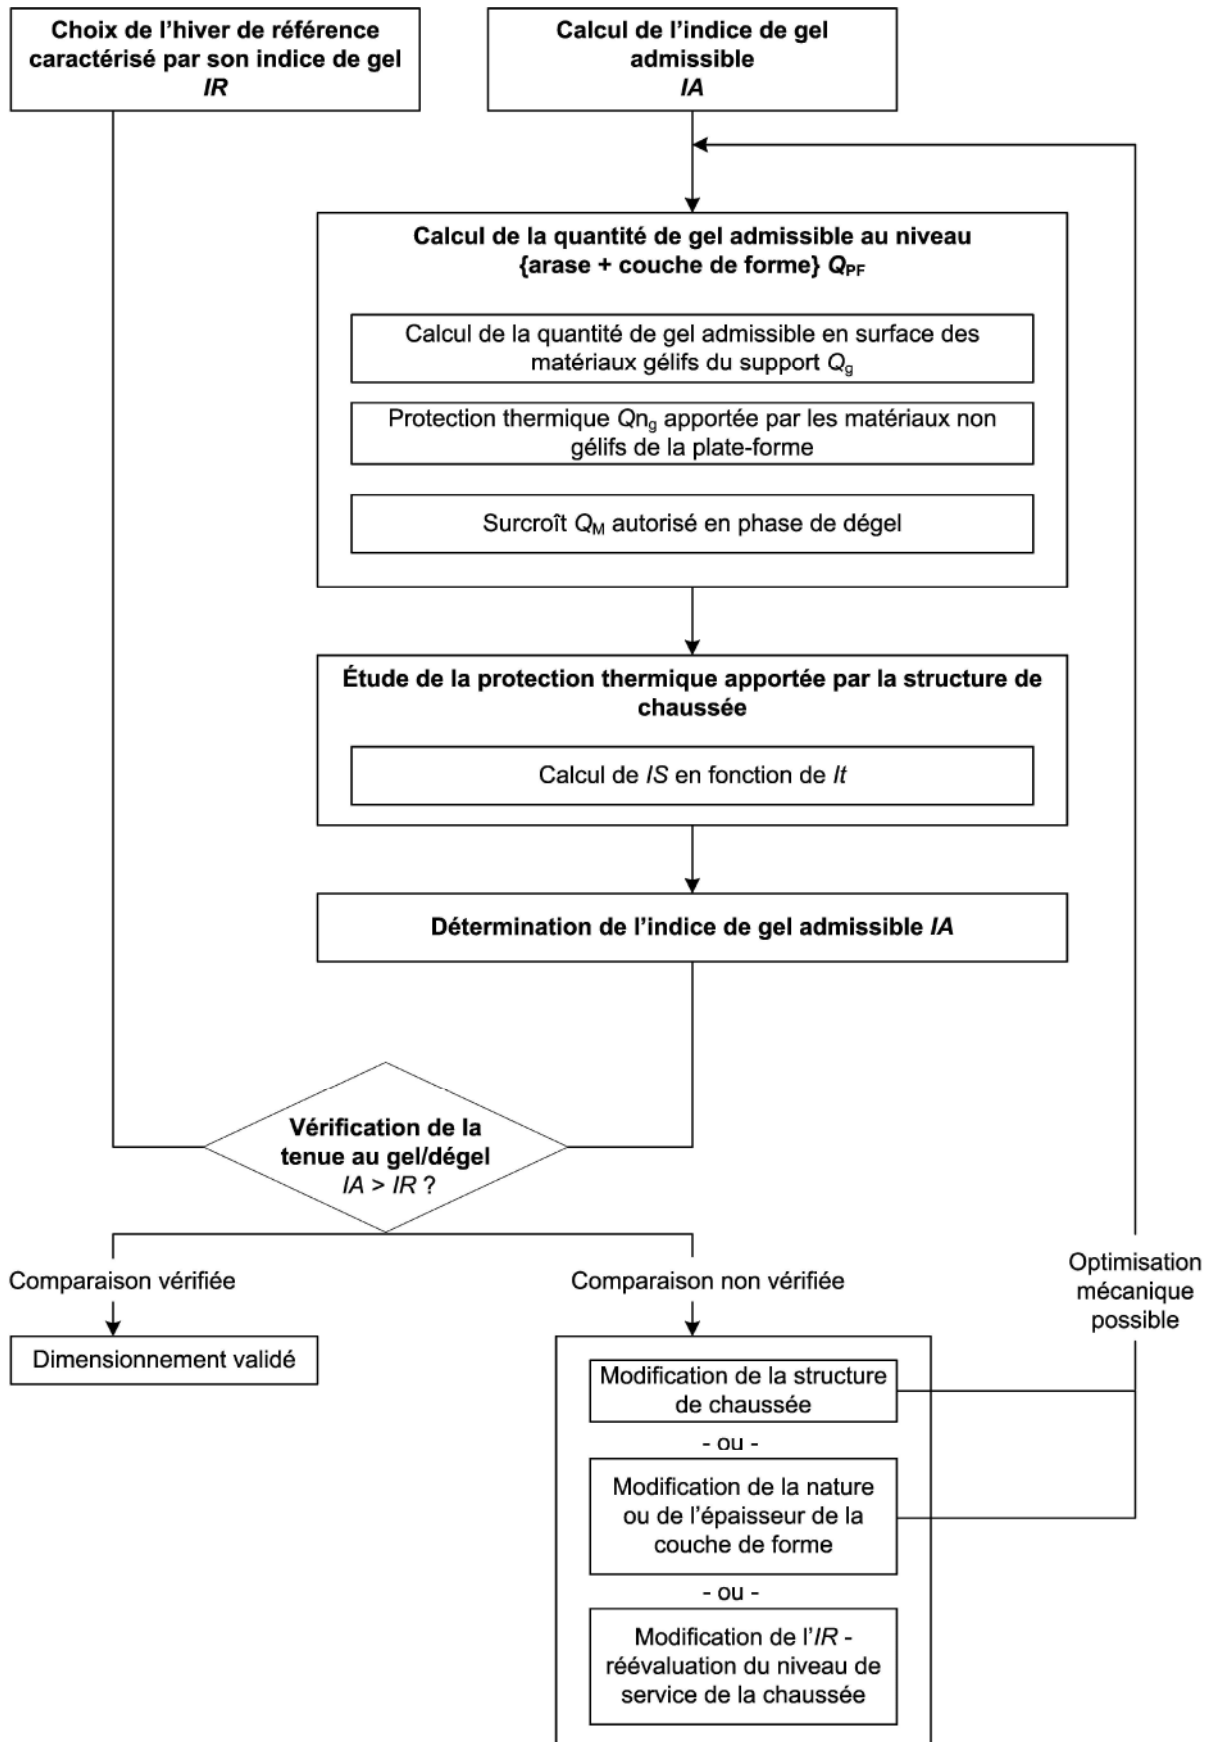 Choix de l'hiver de référence
caractérisé par son indice de gel
IR
Calcul de l'indice de gel
admissible
IA
Calcul de la quantité de gel admissible au niveau
{arase + couche de forme} QPF
Calcul de la quantité de gel admissible en surface des
matériaux gélifs du support Qg
Protection thermique Qng apportée par les matériaux non
gélifs de la plate-forme
Surcroît QM autorisé en phase de dégel
Étude de la protection thermique apportée par la structure de
chaussée
Calcul de IS en fonction de It
Détermination de l'indice de gel admissible IA
Vérification de la
tenue au gel/dégel
IA > IR ?
Comparaison vérifiée
Dimensionnement validé
Comparaison non vérifiée
Modification de la structure
de chaussée
- ou -
Modification de la nature
ou de l'épaisseur de la
couche de forme
- ou -
Modification de l'IR -
réévaluation du niveau de
service de la chaussée
Optimisation
mécanique
possible